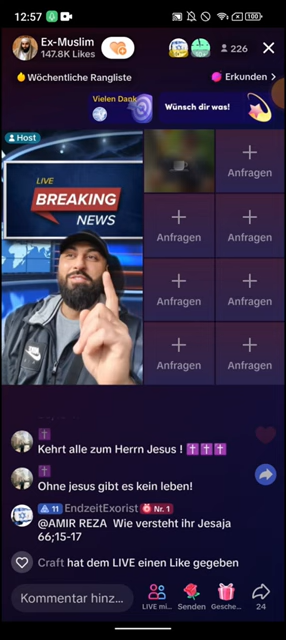 12:57
100
Ex-Muslim
147.8K Likes
226
Wöchentliche Rangliste
Erkunden >
Vielen Dank
Wünsch dir was!
Host
LIVE
BREAKING
NEWS
Anfragen
Anfragen Anfragen
Anfragen Anfragen
Anfragen Anfragen
Kehrt alle zum Herrn Jesus ! ✝️✝️✝️
Ohne jesus gibt es kein leben!
11 EndzeitExorist Nr. 1
@AMIR REZA Wie versteht ihr Jesaja
66;15-17
Craft hat dem LIVE einen Like gegeben
Kommentar hinz...
LIVE mi... Senden Gesche... 24